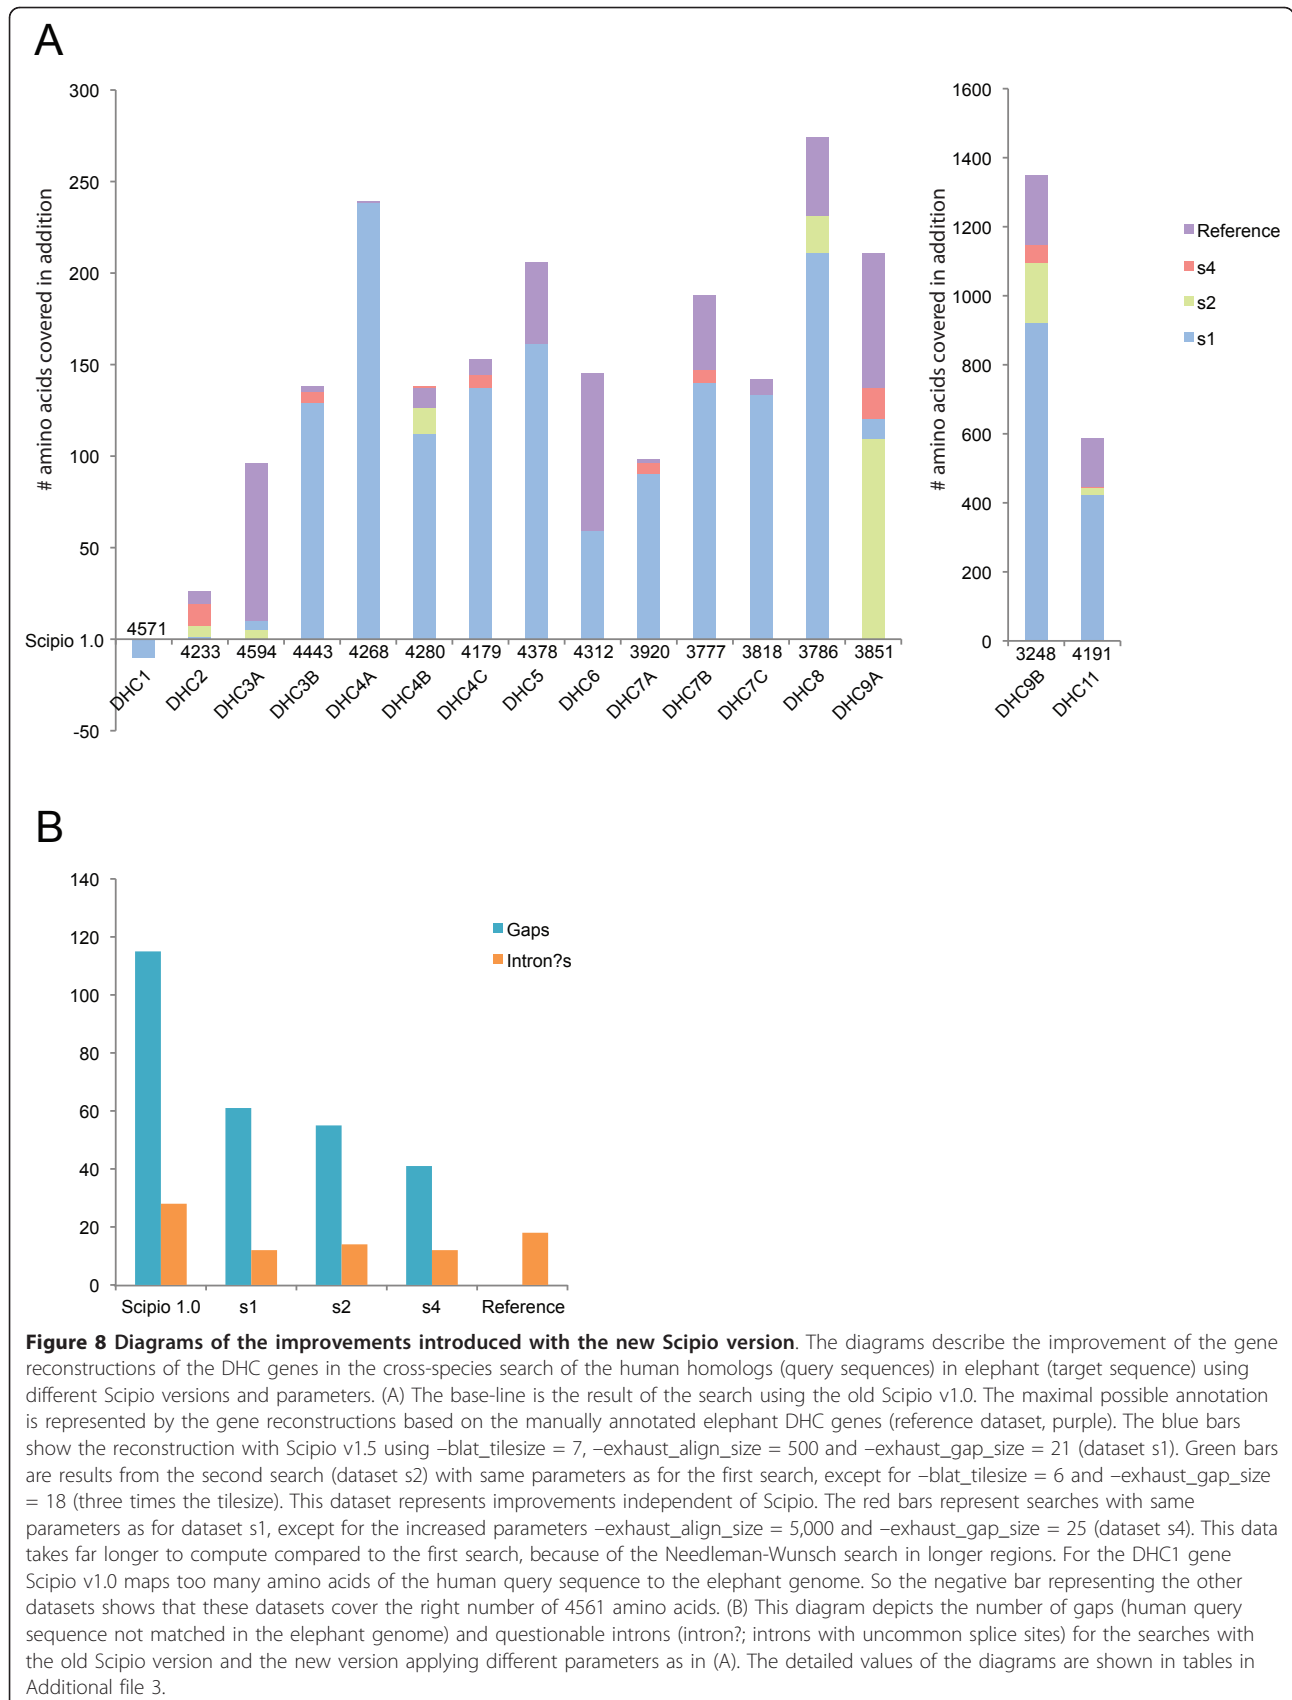 A
300
250
200
150
100
50
Scipio 1.0
-50
# amino acids covered in addition
4571
4233
4594
4443
4268
4280
4179
4378
4312
3920
3777
3818
3786
3851
DHC1
DHC2
DHC3A
DHC3B
DHC4A
DHC4B
DHC4C
DHC5
DHC6
DHC7A
DHC7B
DHC7C
DHC8
DHC9A
1600
1400
1200
1000
800
600
400
200
0
# amino acids covered in addition
3248
4191
DHC9B
DHC11
Reference
s4
s2
s1
B
140
120
100
80
60
40
20
0
Gaps
Intron?s
Scipio 1.0
s1
s2
s4
Reference
Figure 8 Diagrams of the improvements introduced with the new Scipio version. The diagrams describe the improvement of the gene
reconstructions of the DHC genes in the cross-species search of the human homologs (query sequences) in elephant (target sequence) using
different Scipio versions and parameters. (A) The base-line is the result of the search using the old Scipio v1.0. The maximal possible annotation
is represented by the gene reconstructions based on the manually annotated elephant DHC genes (reference dataset, purple). The blue bars
show the reconstruction with Scipio v1.5 using –blat_tilesize = 7, –exhaust_align_size = 500 and –exhaust_gap_size = 21 (dataset s1). Green bars
are results from the second search (dataset s2) with same parameters as for the first search, except for –blat_tilesize = 6 and –exhaust_gap_size
= 18 (three times the tilesize). This dataset represents improvements independent of Scipio. The red bars represent searches with same
parameters as for dataset s1, except for the increased parameters –exhaust_align_size = 5,000 and –exhaust_gap_size = 25 (dataset s4). This data
takes far longer to compute compared to the first search, because of the Needleman-Wunsch search in longer regions. For the DHC1 gene
Scipio v1.0 maps too many amino acids of the human query sequence to the elephant genome. So the negative bar representing the other
datasets shows that these datasets cover the right number of 4561 amino acids. (B) This diagram depicts the number of gaps (human query
sequence not matched in the elephant genome) and questionable introns (intron?; introns with uncommon splice sites) for the searches with
the old Scipio version and the new version applying different parameters as in (A). The detailed values of the diagrams are shown in tables in
Additional file 3.